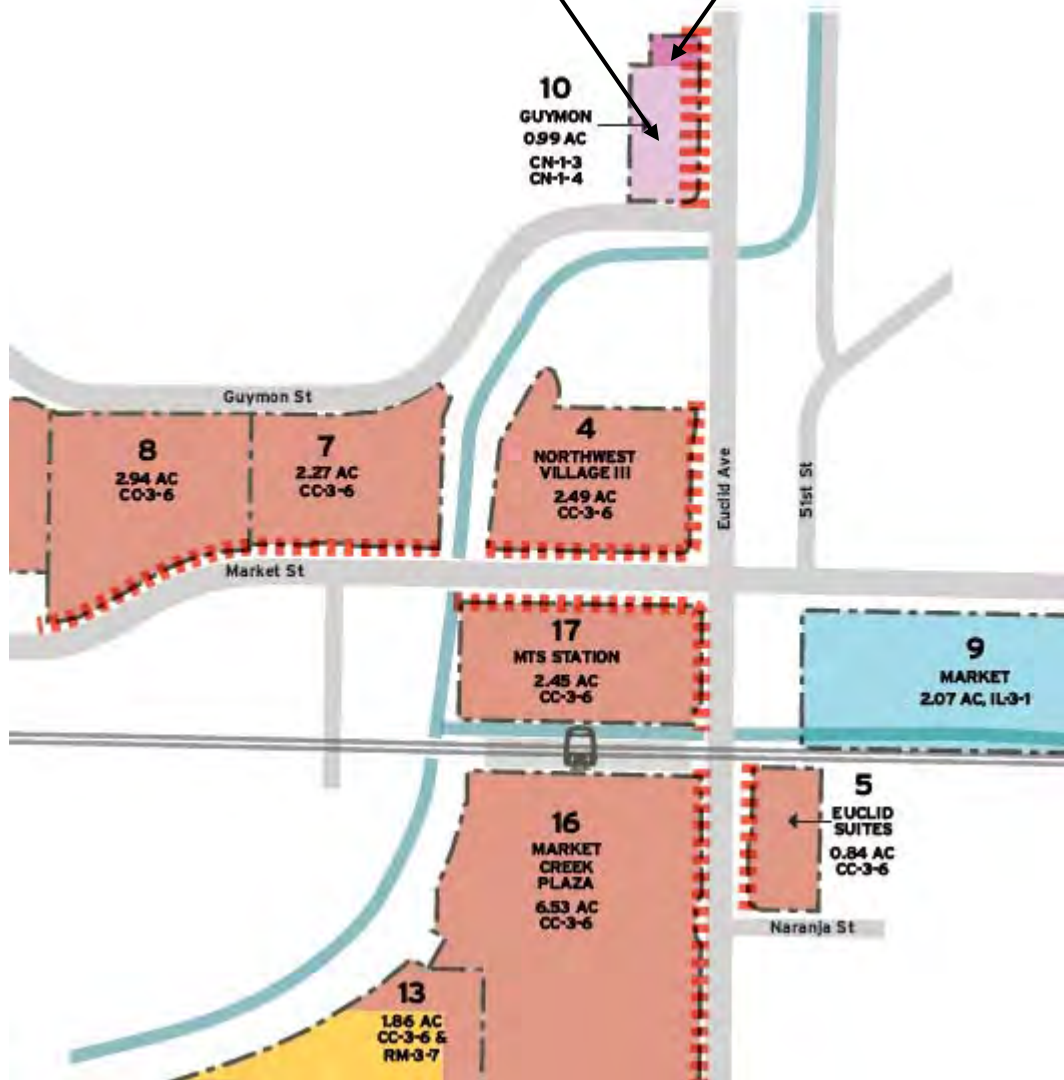 10
GUYMON
0.99 AC
CN-1-3
CN-1-4
Guymon St
8
2.94 AC
CO-3-6
7
2.27 AC
CC-3-6
4
NORTHWEST
VILLAGE III
2.49 AC
CC-3-6
Euclid Ave
51st St
Market St
17
MTS STATION
2.45 AC
CC-3-6
9
MARKET
2.07 AC, IL-3-1
5
EUCLID
SUITES
0.84 AC
CC-3-6
16
MARKET
CREEK
PLAZA
6.53 AC
CC-3-6
Naranja St
13
1.86 AC
CC-3-6 &
RM-3-7